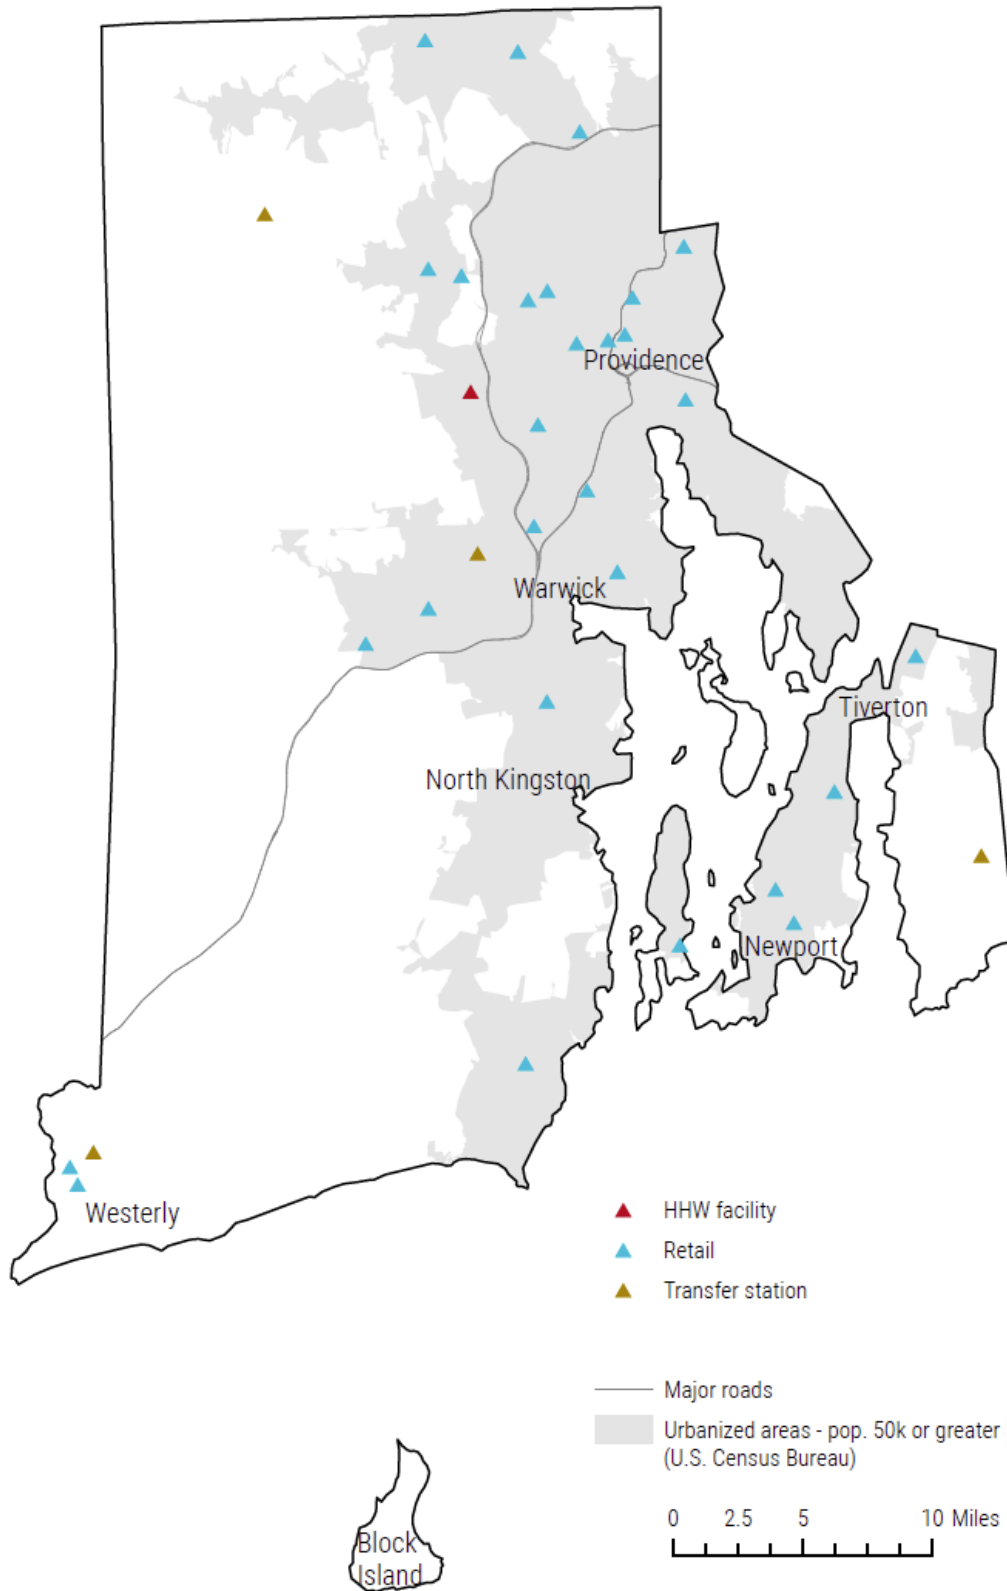 Providence
Warwick
Tiverton
North Kingston
Newport
Westerly
HHW facility
Retail
Transfer station
Major roads
Urbanized areas - pop. 50k or greater
(U.S. Census Bureau)
0 2.5 5 10 Miles
Block
Island